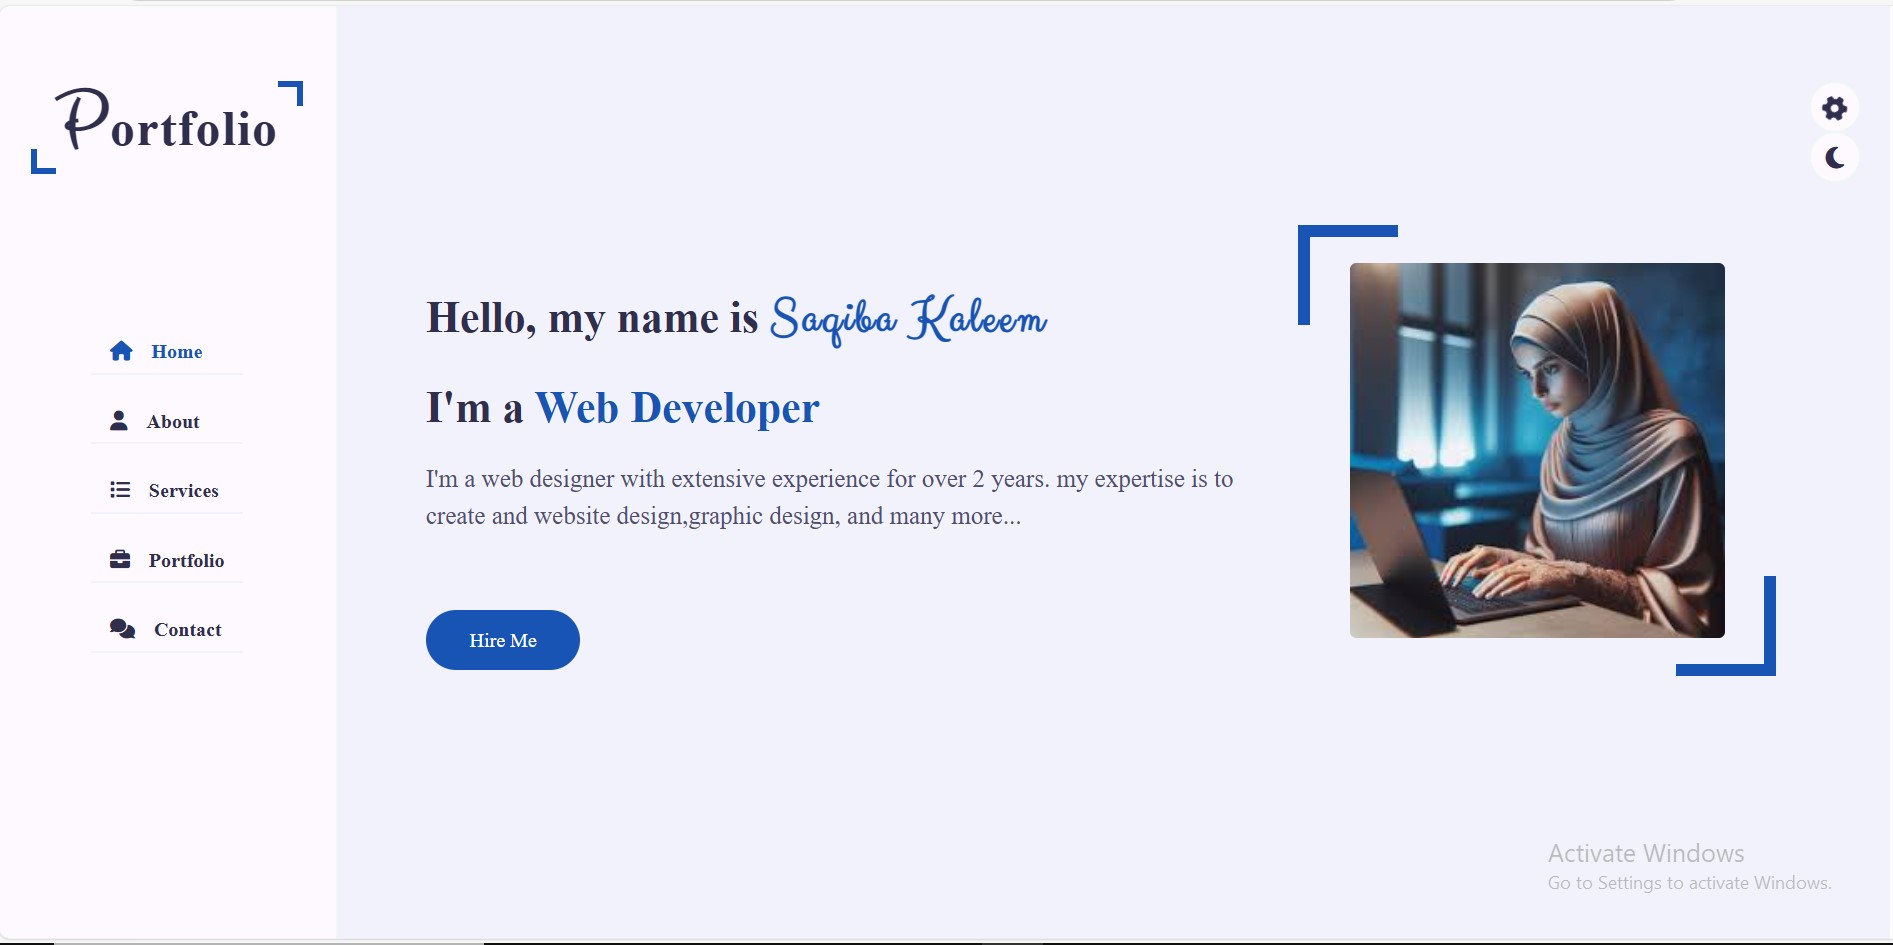 Portfolio
Home
About
Services
Portfolio
Contact
Hello, my name is Saqiba Kaleem
I'm a Web Developer
I'm a web designer with extensive experience for over 2 years. my expertise is to
create and website design,graphic design, and many more...
Hire Me
Activate Windows
Go to Settings to activate Windows.